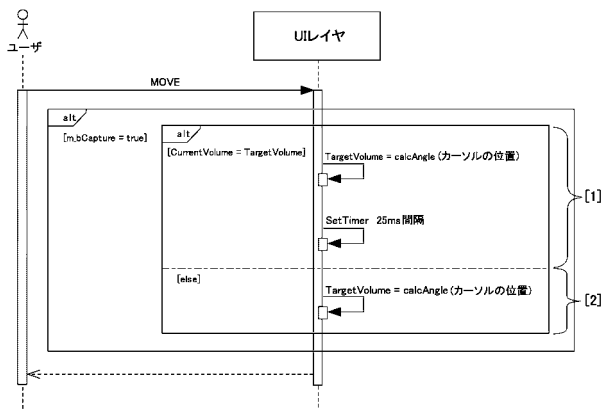 ユーザ
UIレイヤ
MOVE
alt
[m_bCapture = true]
alt
[CurrentVolume = TargetVolume]
TargetVolume = calcAngle (カーソルの位置)
SetTimer 25ms間隔
[1]
[else]
TargetVolume = calcAngle (カーソルの位置)
[2]